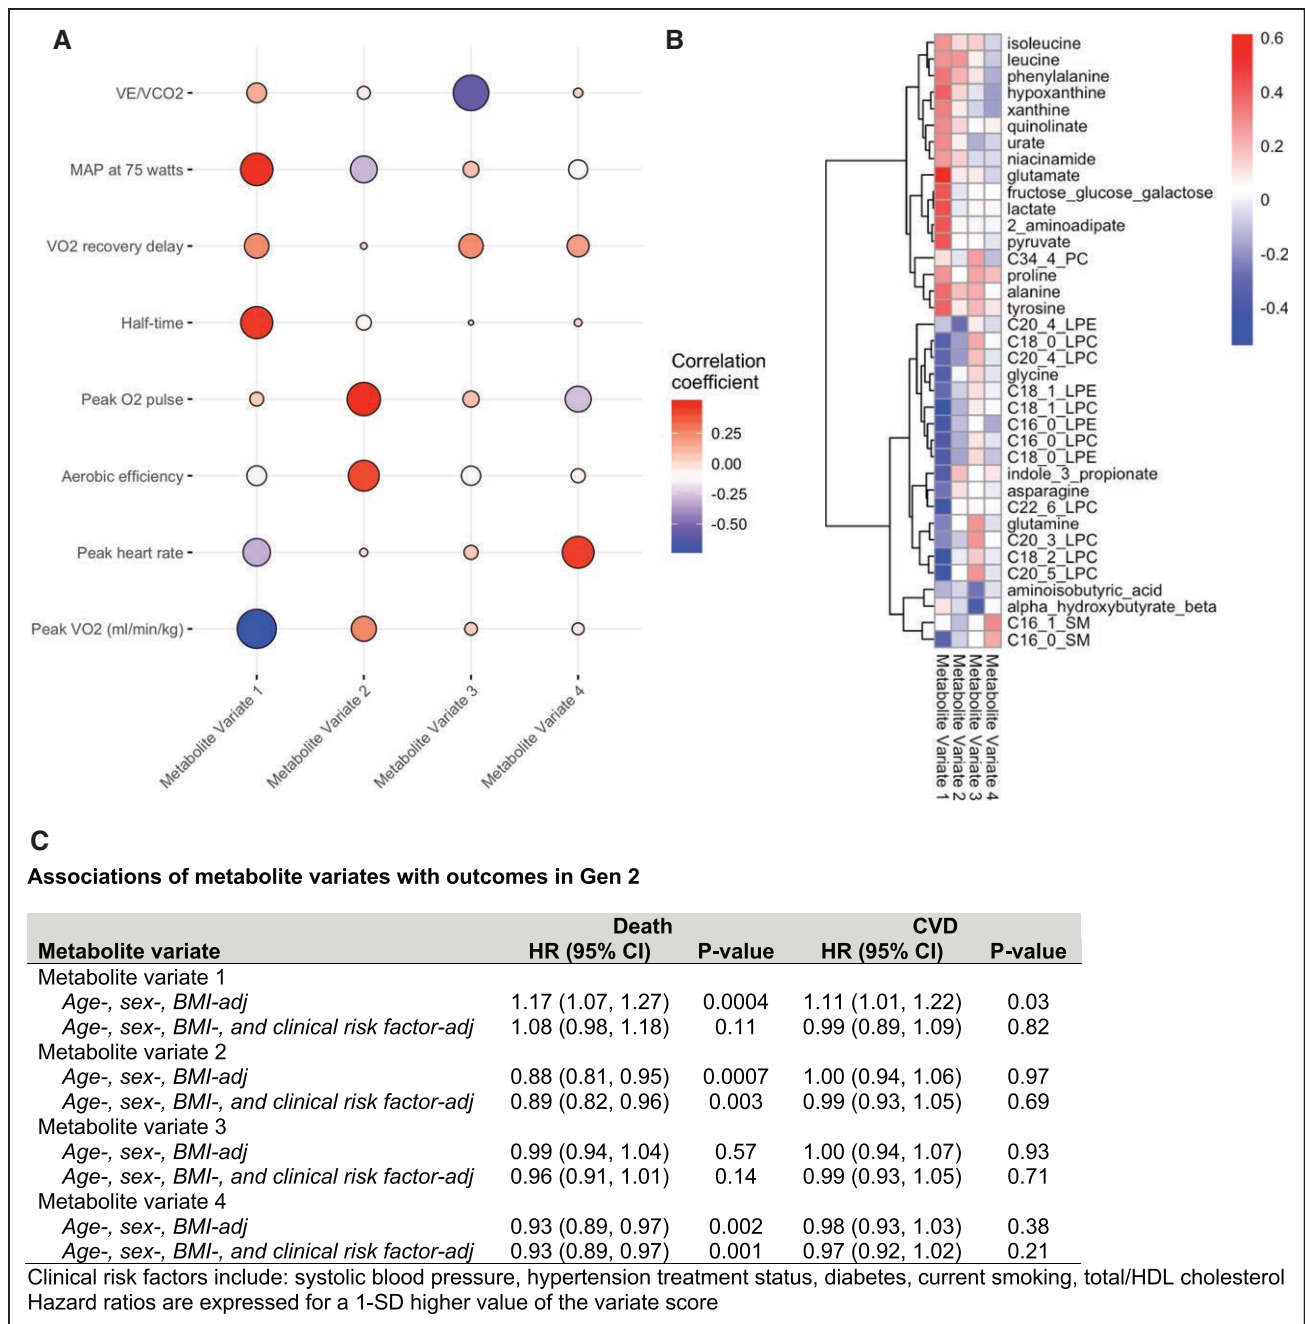 A
VE/VCO2
MAP at 75 watts
VO2 recovery delay
Half-time
Peak O2 pulse
Aerobic efficiency
Peak heart rate
Peak VO2 (ml/min/kg)
Metabolite Variate 1
Metabolite Variate 2
Metabolite Variate 3
Metabolite Variate 4
Correlation
coefficient
0.25
0.00
-0.25
-0.50
B
isoleucine
leucine
phenylalanine
hypoxanthine
xanthine
quinolinate
urate
niacinamide
glutamate
fructose_glucose_galactose
lactate
2_aminoadipate
pyruvate
C34_4_PC
proline
alanine
tyrosine
C20_4_LPE
C18_0_LPC
C20_4_LPC
glycine
C18_1_LPE
C18_1_LPC
C16_0_LPE
C16_0_LPC
C18_0_LPE
indole_3_propionate
asparagine
C22_6_LPC
glutamine
C20_3_LPC
C18_2_LPC
C20_5_LPC
aminoisobutyric_acid
alpha_hydroxybutyrate_beta
C16_1_SM
C16_0_SM
Metabolite Variate 1
Metabolite Variate 2
Metabolite Variate 3
Metabolite Variate 4
0.6
0.4
0.2
0
-0.2
-0.4
C
Associations of metabolite variates with outcomes in Gen 2
Death CVD
Metabolite variate HR (95% CI) P-value HR (95% CI) P-value
Metabolite variate 1
Age-, sex-, BMI-adj 1.17 (1.07, 1.27) 0.0004 1.11 (1.01, 1.22) 0.03
Age-, sex-, BMI-, and clinical risk factor-adj 1.08 (0.98, 1.18) 0.11 0.99 (0.89, 1.09) 0.82
Metabolite variate 2
Age-, sex-, BMI-adj 0.88 (0.81, 0.95) 0.0007 1.00 (0.94, 1.06) 0.97
Age-, sex-, BMI-, and clinical risk factor-adj 0.89 (0.82, 0.96) 0.003 0.99 (0.93, 1.05) 0.69
Metabolite variate 3
Age-, sex-, BMI-adj 0.99 (0.94, 1.04) 0.57 1.00 (0.94, 1.07) 0.93
Age-, sex-, BMI-, and clinical risk factor-adj 0.96 (0.91, 1.01) 0.14 0.99 (0.93, 1.05) 0.71
Metabolite variate 4
Age-, sex-, BMI-adj 0.93 (0.89, 0.97) 0.002 0.98 (0.93, 1.03) 0.38
Age-, sex-, BMI-, and clinical risk factor-adj 0.93 (0.89, 0.97) 0.001 0.97 (0.92, 1.02) 0.21
Clinical risk factors include: systolic blood pressure, hypertension treatment status, diabetes, current smoking, total/HDL cholesterol
Hazard ratios are expressed for a 1-SD higher value of the variate score